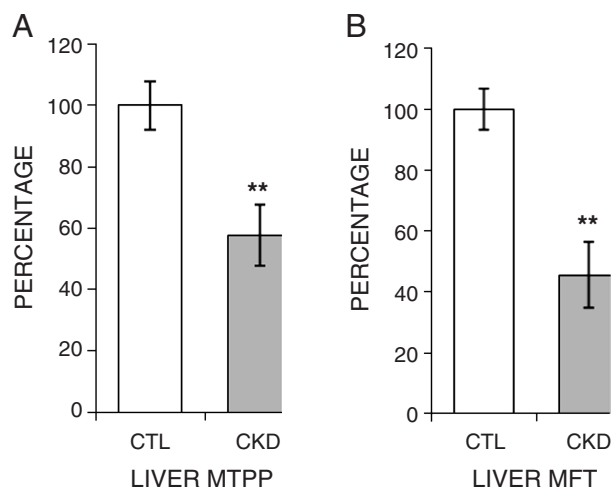 A
PERCENTAGE
120
100
80
60
40
20
0
**
CTL CKD
LIVER MTPP
B
PERCENTAGE
120
100
80
60
40
20
0
**
CTL CKD
LIVER MFT